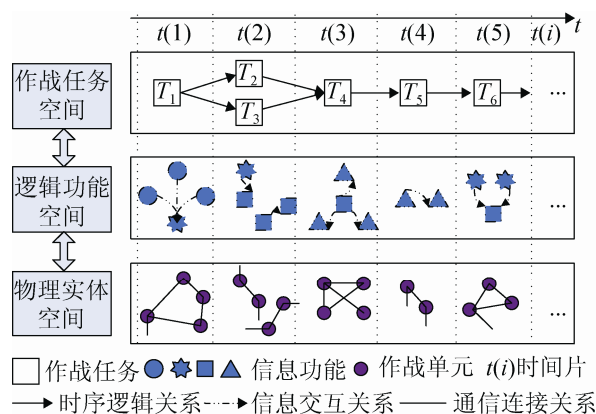 t(1) t(2) t(3) t(4) t(5) t(i) t
作战任务
空间
T1 T2 T3 T4 T5 T6 ...
逻辑功能
空间
...
物理实体
空间
...
作战任务 信息功能 作战单元 t(i)时间片
时序逻辑关系 信息交互关系 通信连接关系